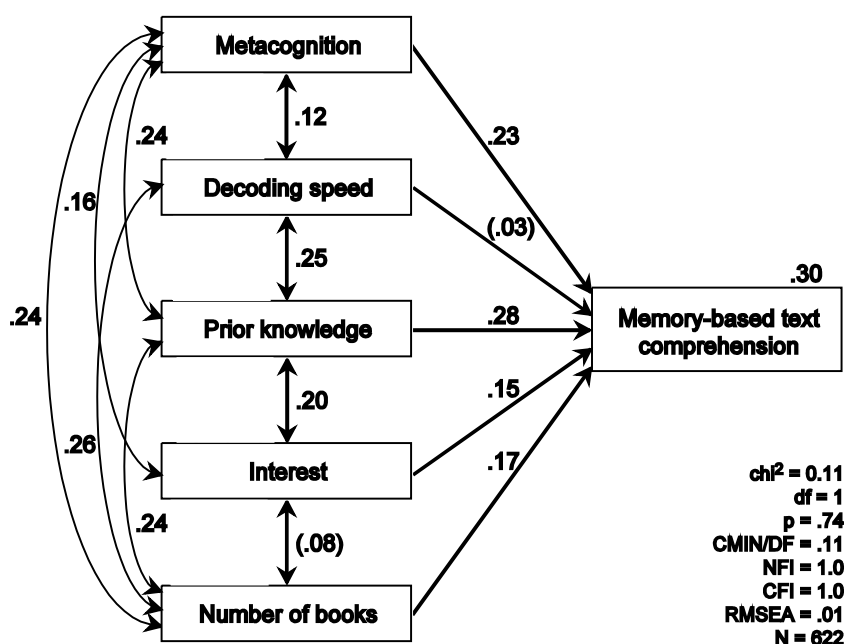 Metacognition
.12
.24
.23
Decoding speed
.16
(.03)
.25
.30
.24
Prior knowledge
.28
Memory-based text
comprehension
.20
.15
.26
Interest
.17
.24
(.08)
Number of books
chi² = 0.11
df = 1
p = .74
CMIN/DF = .11
NFI = 1.0
CFI = 1.0
RMSEA = .01
N = 622